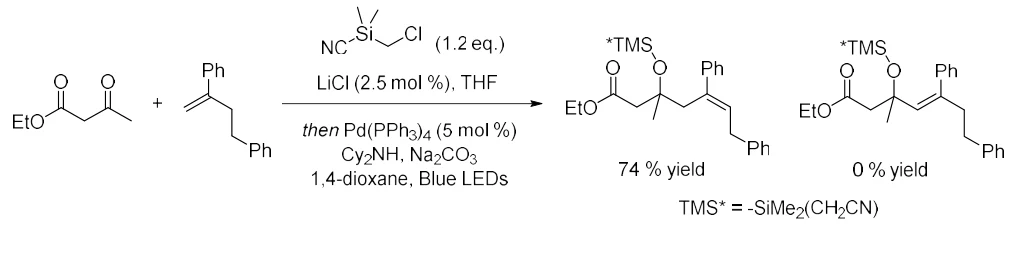 O O
EtO
+
Ph
Ph
NC Si Cl (1.2 eq.)
LiCl (2.5 mol %), THF
then Pd(PPh3)4 (5 mol %)
Cy2NH, Na2CO3
1,4-dioxane, Blue LEDs
*TMS
O O Ph
EtO
Ph
74 % yield
*TMS
O O Ph
EtO
Ph
0 % yield
TMS* = -SiMe2(CH2CN)